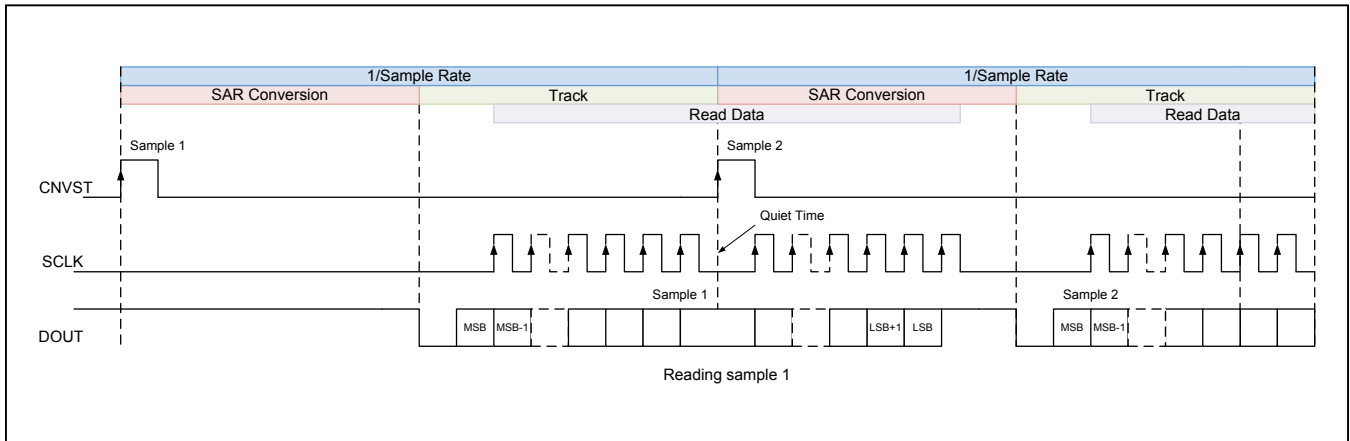 1/Sample Rate 1/Sample Rate
SAR Conversion Track SAR Conversion Track
Read Data Read Data
Sample 1 Sample 2
CNVST
Quiet Time
SCLK
Sample 1 Sample 2
MSB MSB-1 LSB+1 LSB MSB MSB-1
DOUT
Reading sample 1